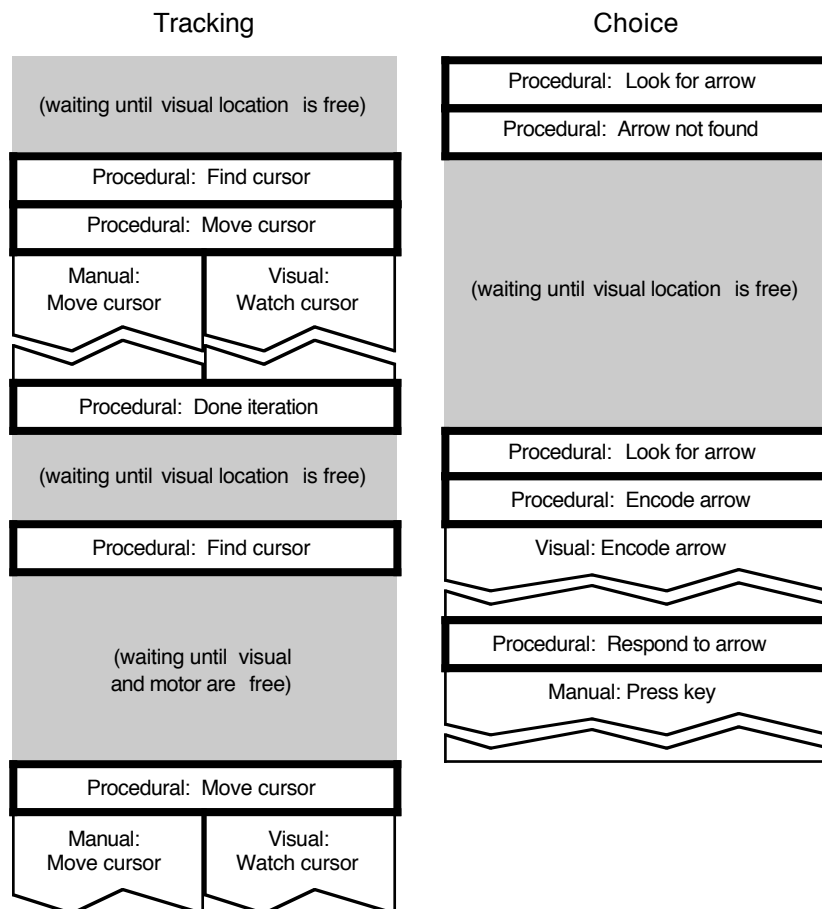 Tracking
(waiting until visual location is free)
Procedural: Find cursor
Procedural: Move cursor
Manual:
Move cursor
Visual:
Watch cursor
Procedural: Done iteration
(waiting until visual location is free)
Procedural: Find cursor
(waiting until visual
and motor are free)
Procedural: Move cursor
Manual:
Move cursor
Visual:
Watch cursor
Choice
Procedural: Look for arrow
Procedural: Arrow not found
(waiting until visual location is free)
Procedural: Look for arrow
Procedural: Encode arrow
Visual: Encode arrow
Procedural: Respond to arrow
Manual: Press key